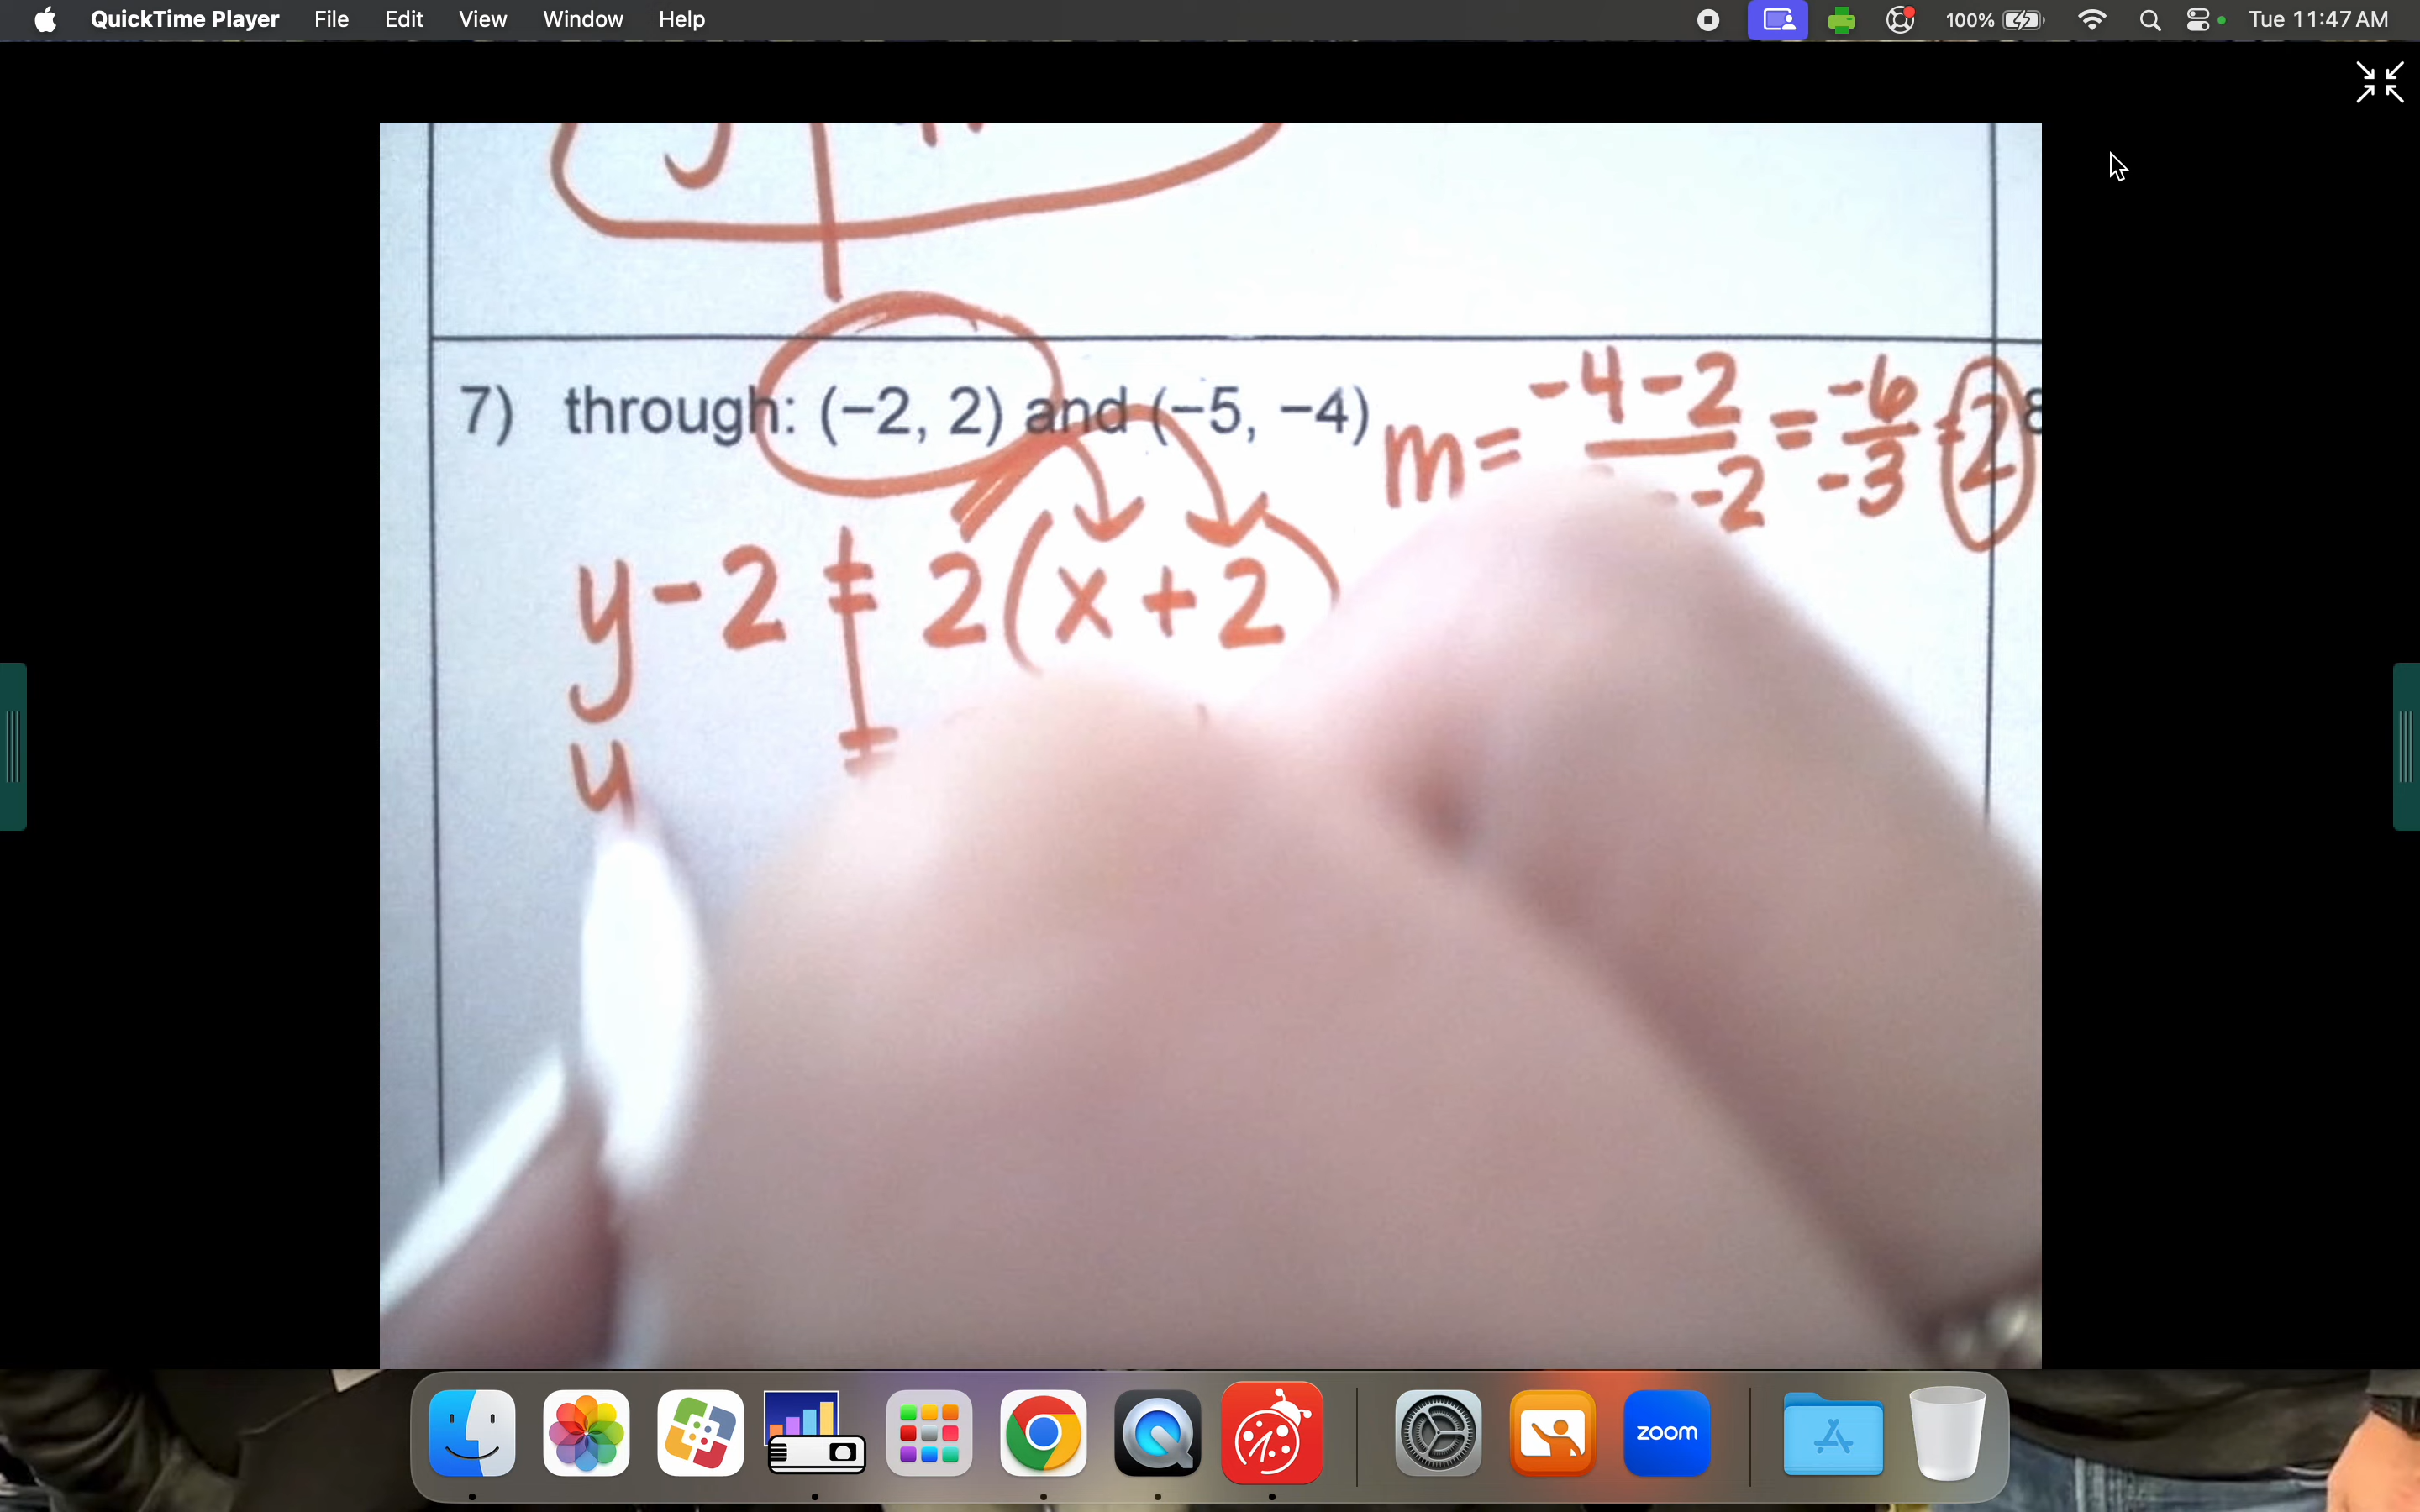 QuickTime Player File Edit View Window Help 100% Tue 11:47 AM
7) through: (−2, 2) and (−5, −4)
m = -4-2 / -2 = -6 / -3 = 2
y - 2 = 2(x + 2)
y =
zoom